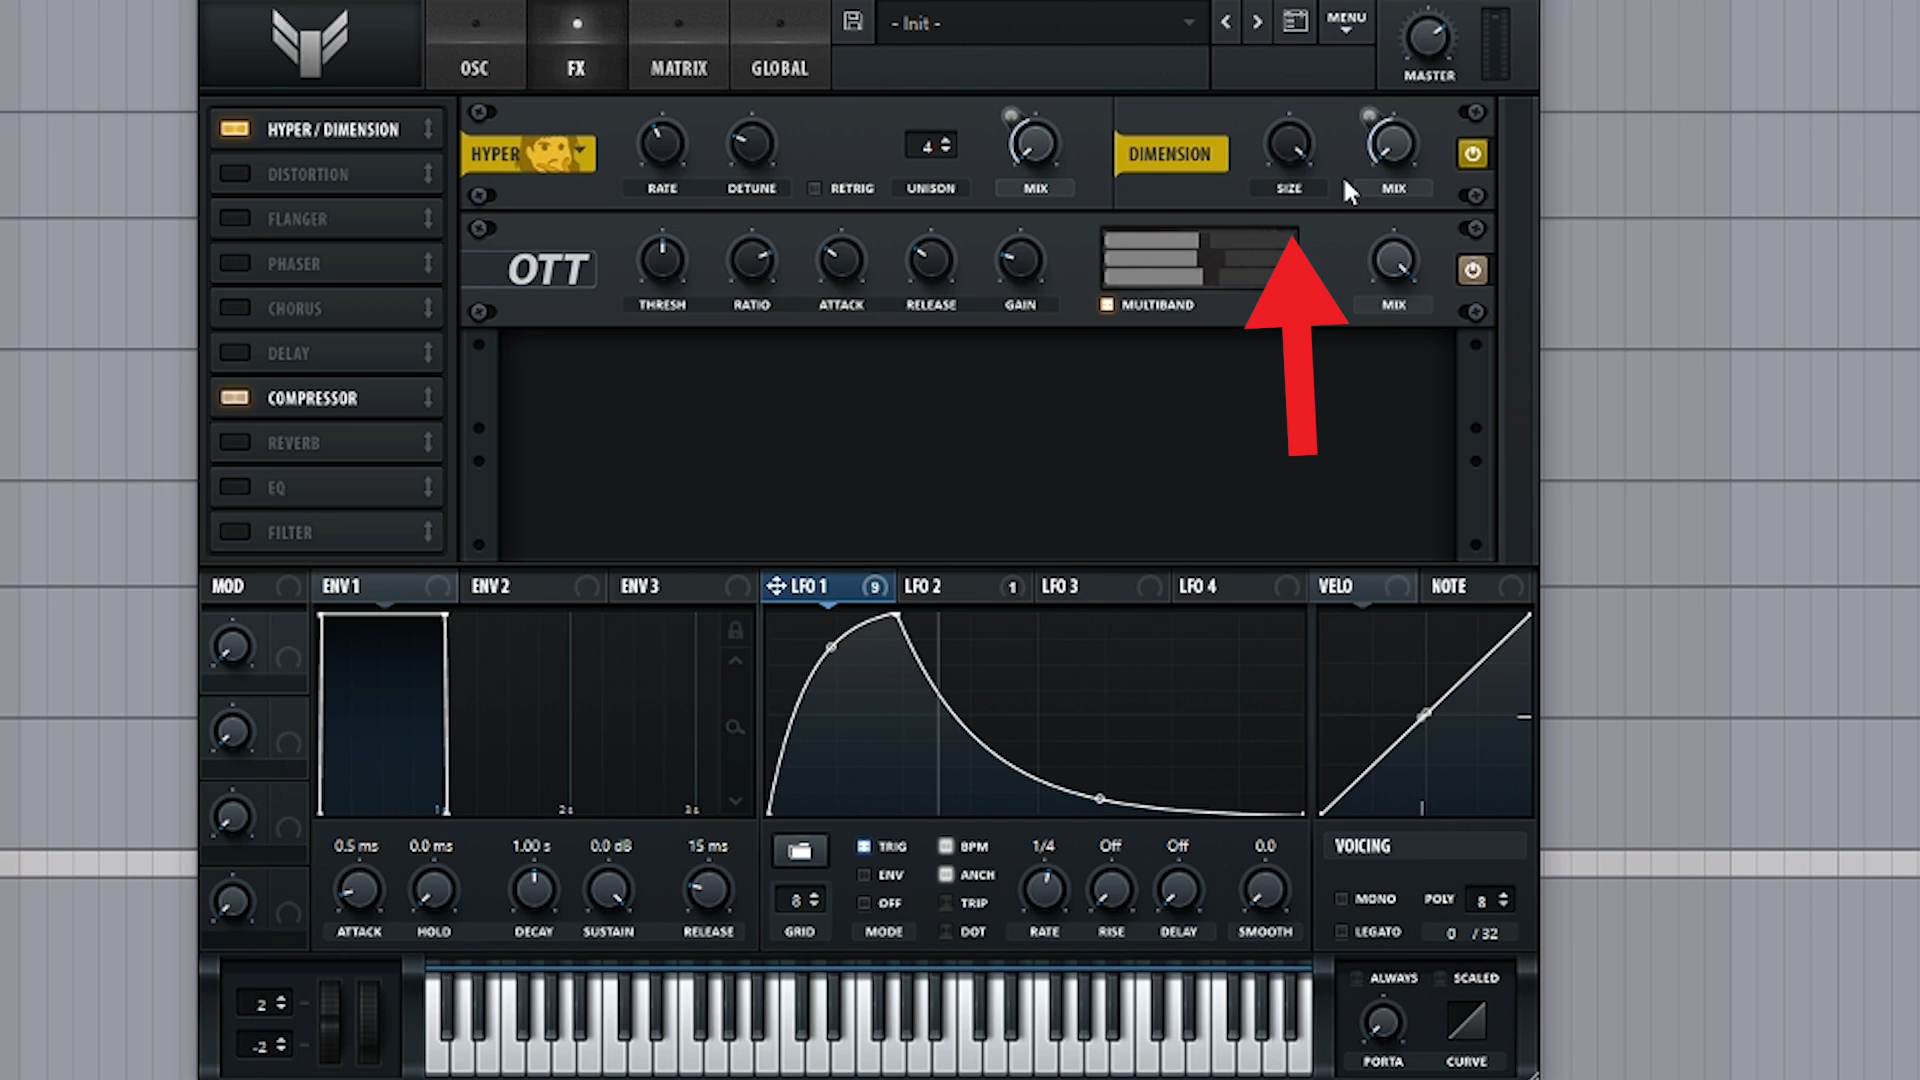 - Init -
MENU
OSC
FX
MATRIX
GLOBAL
MASTER
HYPER / DIMENSION
DISTORTION
FLANGER
PHASER
CHORUS
DELAY
COMPRESSOR
REVERB
EQ
FILTER
HYPER
4
DIMENSION
RATE
DETUNE
RETRIG
UNISON
MIX
SIZE
MIX
OTT
THRESH
RATIO
ATTACK
RELEASE
GAIN
MULTIBAND
MIX
MOD
ENV 1
ENV 2
ENV 3
LFO 1
9
LFO 2
1
LFO 3
LFO 4
VELO
NOTE
1s
2s
3s
0.5 ms
0.0 ms
1.00 s
0.0 dB
15 ms
ATTACK
HOLD
DECAY
SUSTAIN
RELEASE
8
GRID
TRIG
ENV
OFF
MODE
BPM
ANCH
TRIP
DOT
1/4
Off
Off
0.0
RATE
RISE
DELAY
SMOOTH
VOICING
MONO
POLY
8
LEGATO
0 / 32
2
-2
ALWAYS
SCALED
PORTA
CURVE